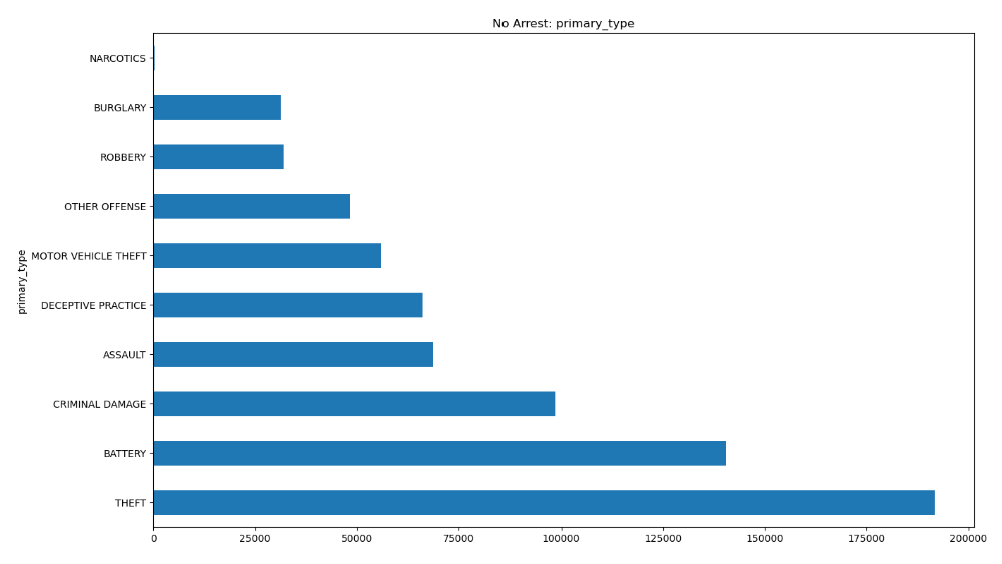 No Arrest: primary_type
NARCOTICS
BURGLARY
ROBBERY
OTHER OFFENSE
MOTOR VEHICLE THEFT
DECEPTIVE PRACTICE
ASSAULT
CRIMINAL DAMAGE
BATTERY
THEFT
primary_type
0 25000 50000 75000 100000 125000 150000 175000 200000